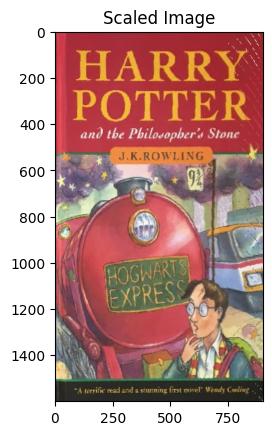 Scaled Image
HARRY
POTTER
and the Philosopher's Stone
J.K.ROWLING
9¾
HOGWARTS
EXPRESS
"A terrific read and a stunning first novel" Wendy Cooling
0
200
400
600
800
1000
1200
1400
0
250
500
750